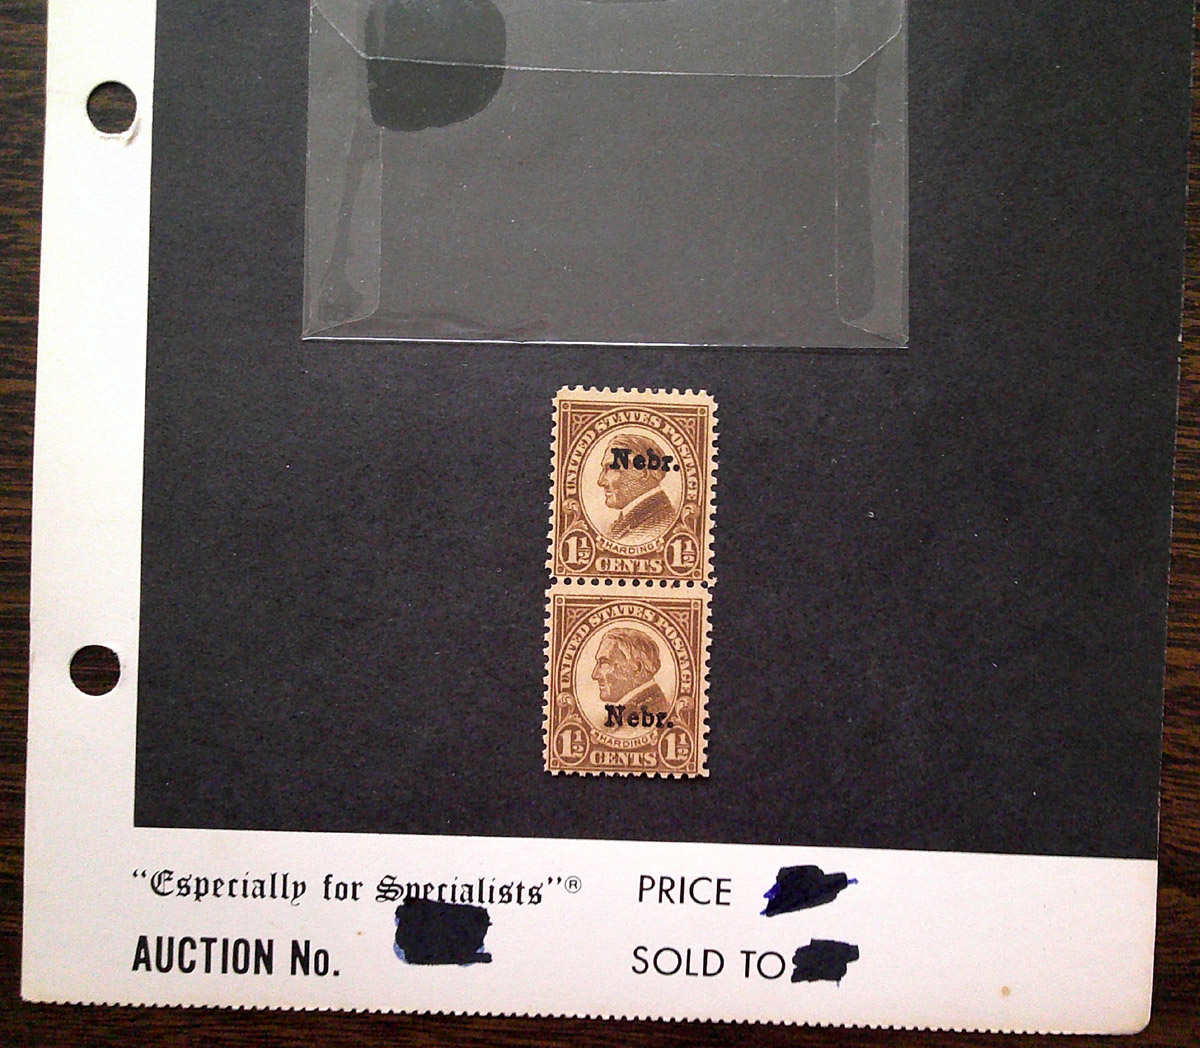 UNITED STATES POSTAGE
Nebr.
HARDING
1½ CENTS 1½
UNITED STATES POSTAGE
Nebr.
HARDING
1½ CENTS 1½
"Especially for Specialists"® PRICE
AUCTION No. SOLD TO